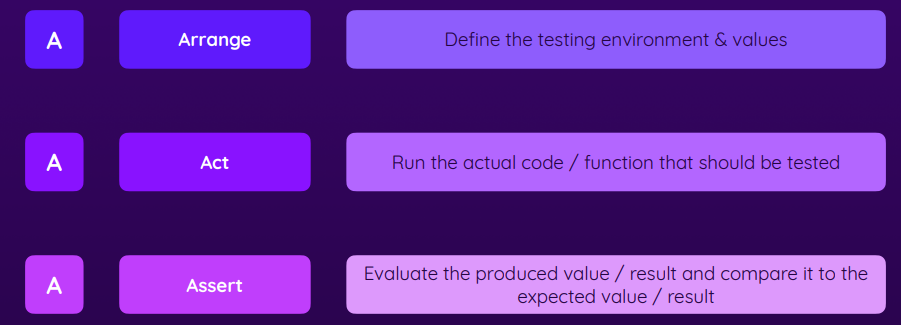 A
Arrange
Define the testing environment & values
A
Act
Run the actual code / function that should be tested
A
Assert
Evaluate the produced value / result and compare it to the
expected value / result